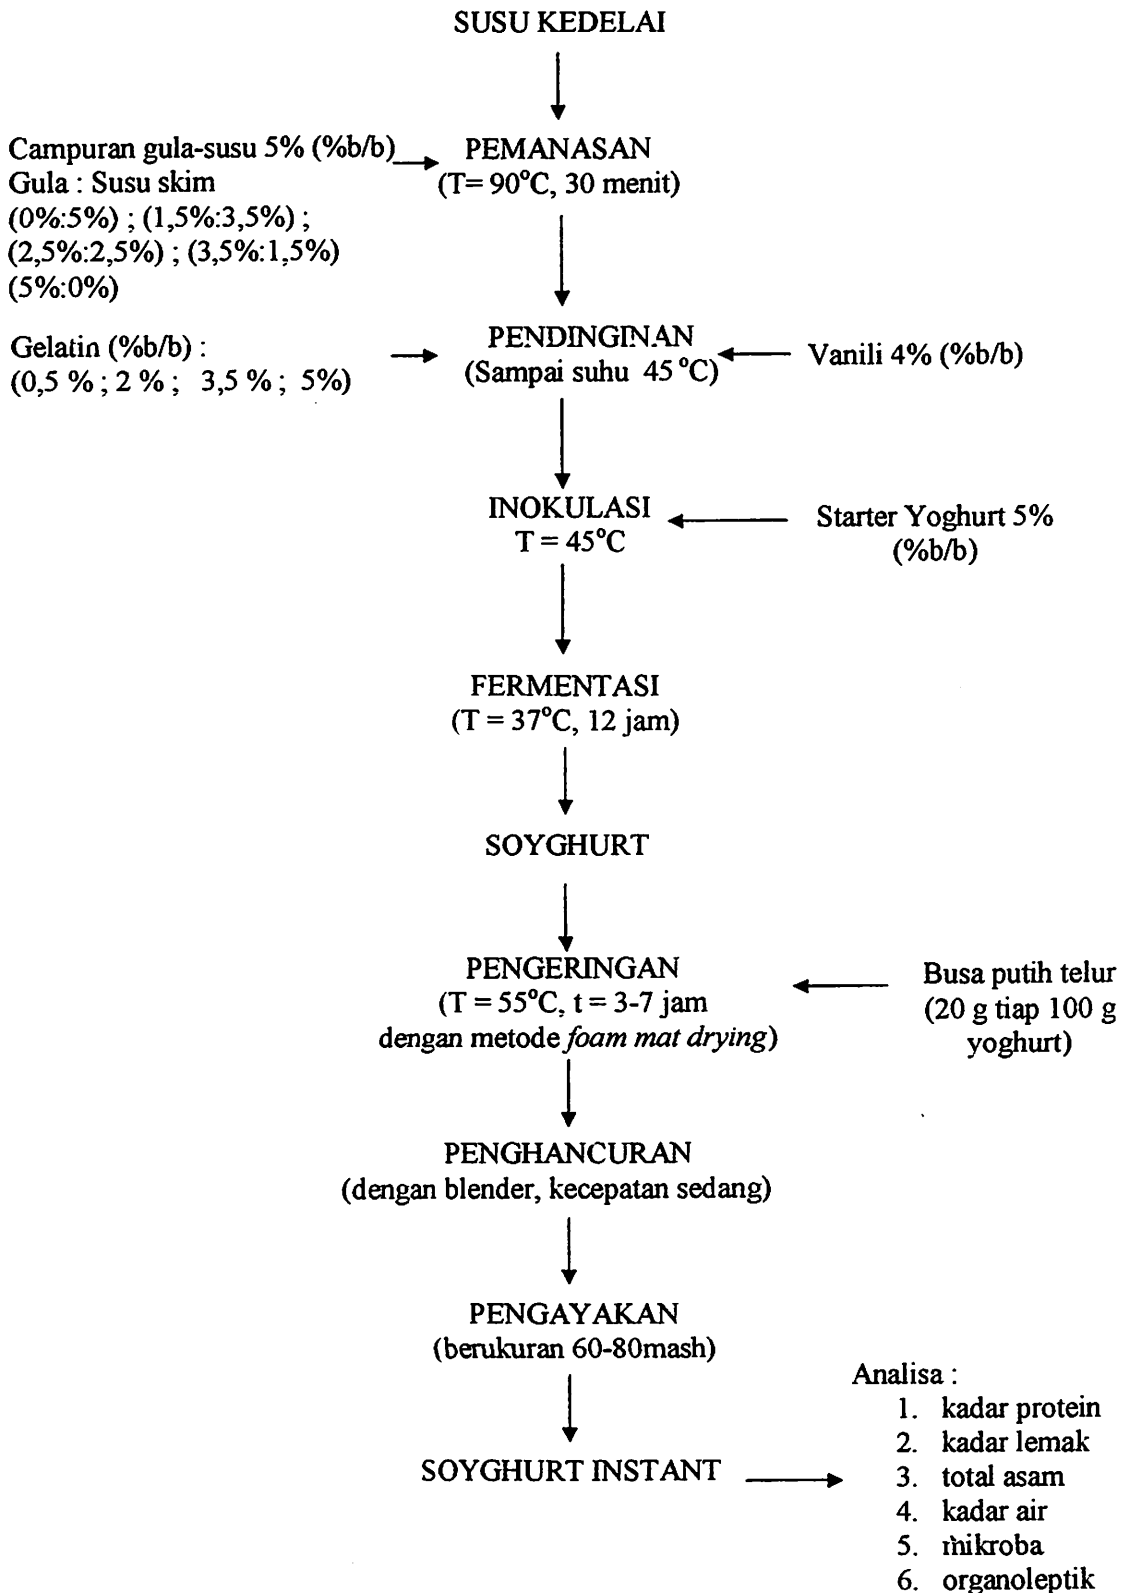 SUSU KEDELAI
Campuran gula-susu 5% (%b/b)
Gula : Susu skim
(0%:5%) ; (1,5%:3,5%) ;
(2,5%:2,5%) ; (3,5%:1,5%)
(5%:0%)
PEMANASAN
(T= 90°C, 30 menit)
Gelatin (%b/b) :
(0,5 % ; 2 % ; 3,5 % ; 5%)
PENDINGINAN
(Sampai suhu 45 °C)
Vanili 4% (%b/b)
INOKULASI
T = 45°C
Starter Yoghurt 5%
(%b/b)
FERMENTASI
(T = 37°C, 12 jam)
SOYGHURT
PENGERINGAN
(T = 55°C, t = 3-7 jam
dengan metode foam mat drying)
Busa putih telur
(20 g tiap 100 g
yoghurt)
PENGHANCURAN
(dengan blender, kecepatan sedang)
PENGAYAKAN
(berukuran 60-80mash)
SOYGHURT INSTANT
Analisa :
1. kadar protein
2. kadar lemak
3. total asam
4. kadar air
5. mikroba
6. organoleptik